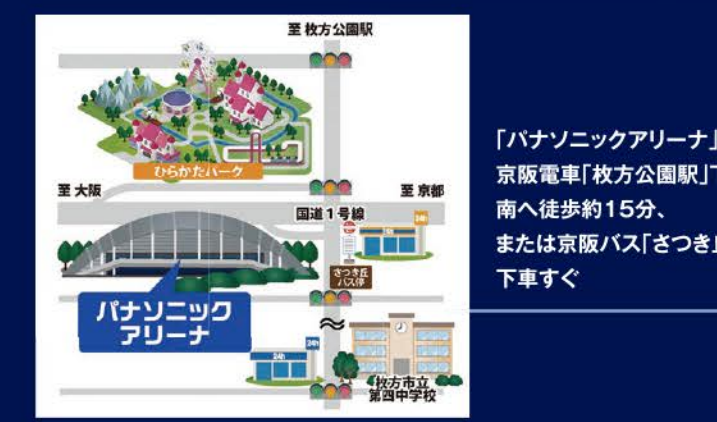 至 枚方公園駅
ひらかたパーク
至 大阪
至 京都
国道1号線
24h
さつき丘
バス停
パナソニック
アリーナ
24h
24h
枚方市立
第四中学校
「パナソニックアリーナ」
京阪電車「枚方公園駅」下
南へ徒歩約15分、
または京阪バス「さつき丘
下車すぐ